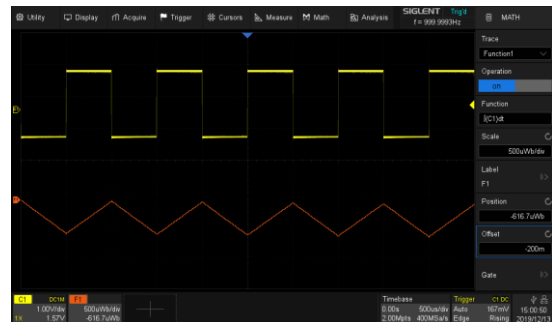 Utility Display Acquire Trigger Cursors Measure Math Analysis
SIGLENT Trig'd
f = 999.9993Hz
MATH
Trace
Function1
Operation
on
Function
∫(C1)dt
Scale
500uWb/div
Label
F1
Position
-616.7uWb
Offset
-200m
Gate
C1 DC1M
1.00V/div
1X 1.57V
F1
500uWb/div
-616.7uWb
Timebase
0.00s 500us/div
2.00Mpts 400MSa/s
Trigger C1 DC
Auto 167mV
Edge Rising
15:00:50
2019/12/13